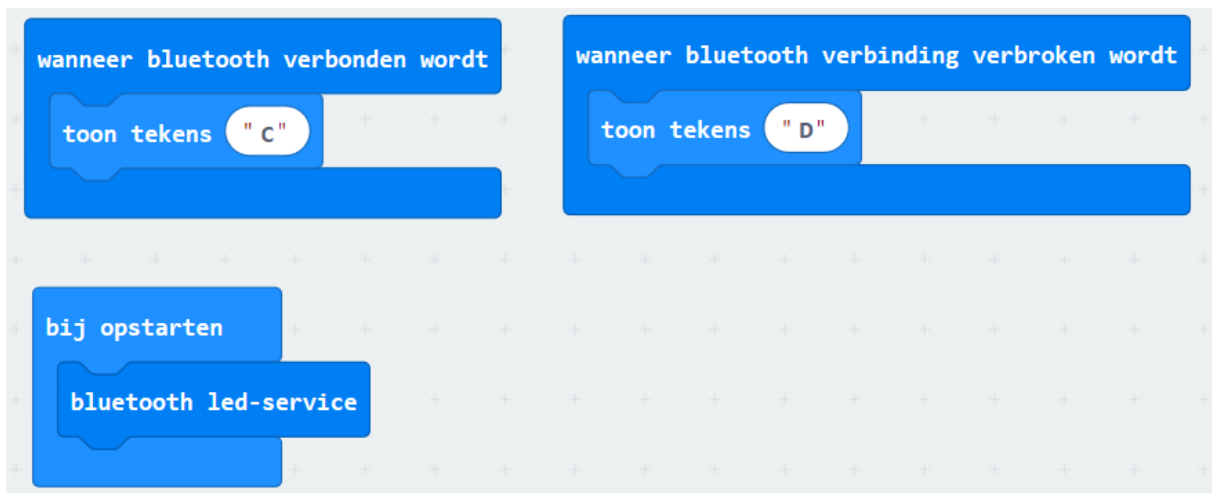 wanneer bluetooth verbonden wordt
toon tekens "C"
wanneer bluetooth verbinding verbroken wordt
toon tekens "D"
bij opstarten
bluetooth led-service